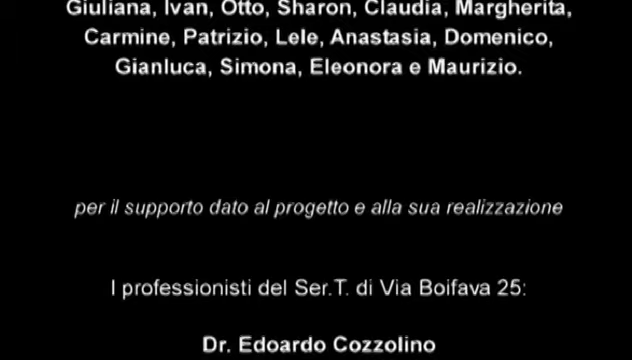 Giuliana, Ivan, Otto, Sharon, Claudia, Margherita,
Carmine, Patrizio, Lele, Anastasia, Domenico,
Gianluca, Simona, Eleonora e Maurizio.
per il supporto dato al progetto e alla sua realizzazione
I professionisti del Ser.T. di Via Boifava 25:
Dr. Edoardo Cozzolino